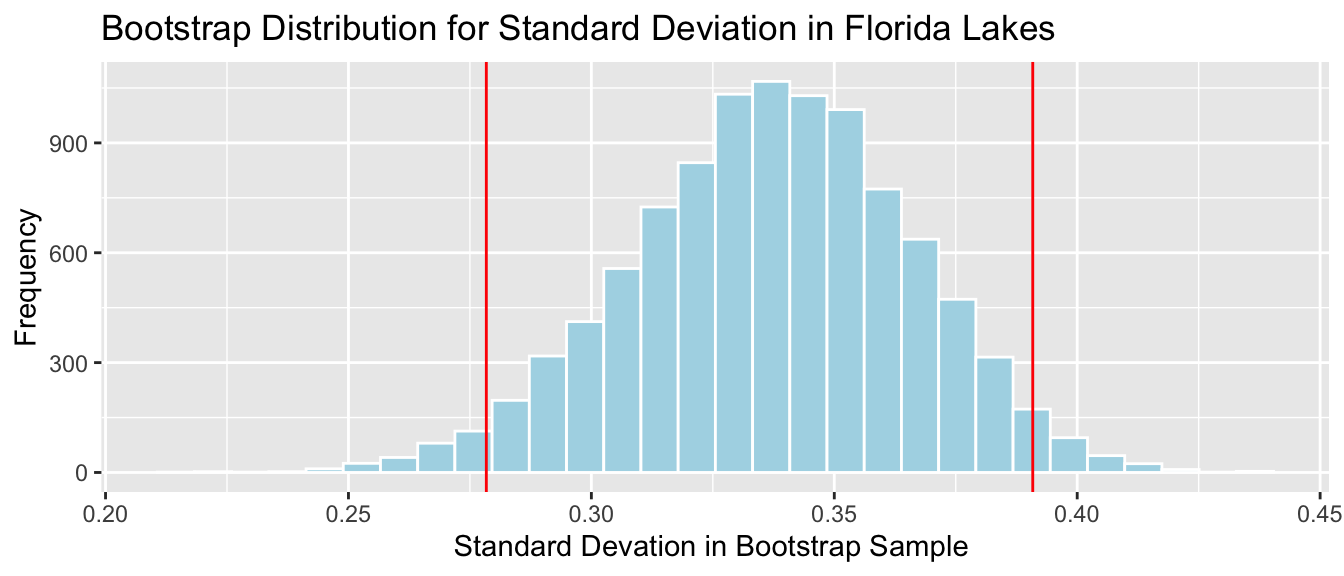 Bootstrap Distribution for Standard Deviation in Florida Lakes
Frequency
900
600
300
0
0.20 0.25 0.30 0.35 0.40 0.45
Standard Devation in Bootstrap Sample